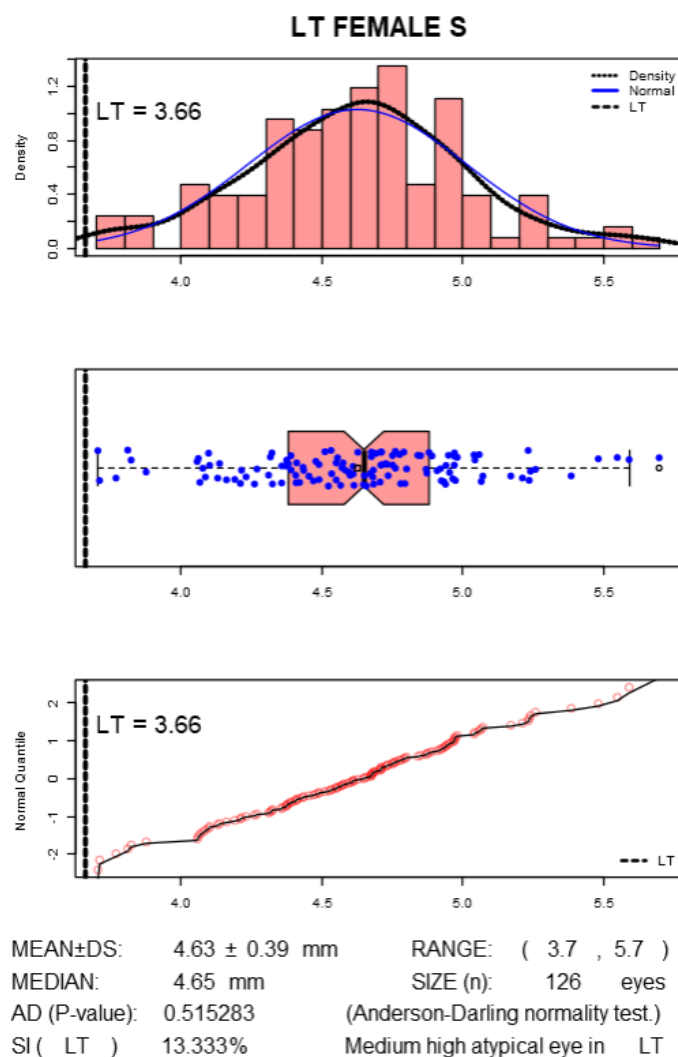 LT FEMALE S
Density
0.0 0.4 0.8 1.2
LT = 3.66
Density
Normal
LT
4.0 4.5 5.0 5.5
4.0 4.5 5.0 5.5
Normal Quantile
-2 -1 0 1 2
LT = 3.66
LT
4.0 4.5 5.0 5.5
MEAN±DS: 4.63 ± 0.39 mm RANGE: ( 3.7 , 5.7 )
MEDIAN: 4.65 mm SIZE (n): 126 eyes
AD (P-value): 0.515283 (Anderson-Darling normality test.)
SI ( LT ) 13.333% Medium high atypical eye in LT